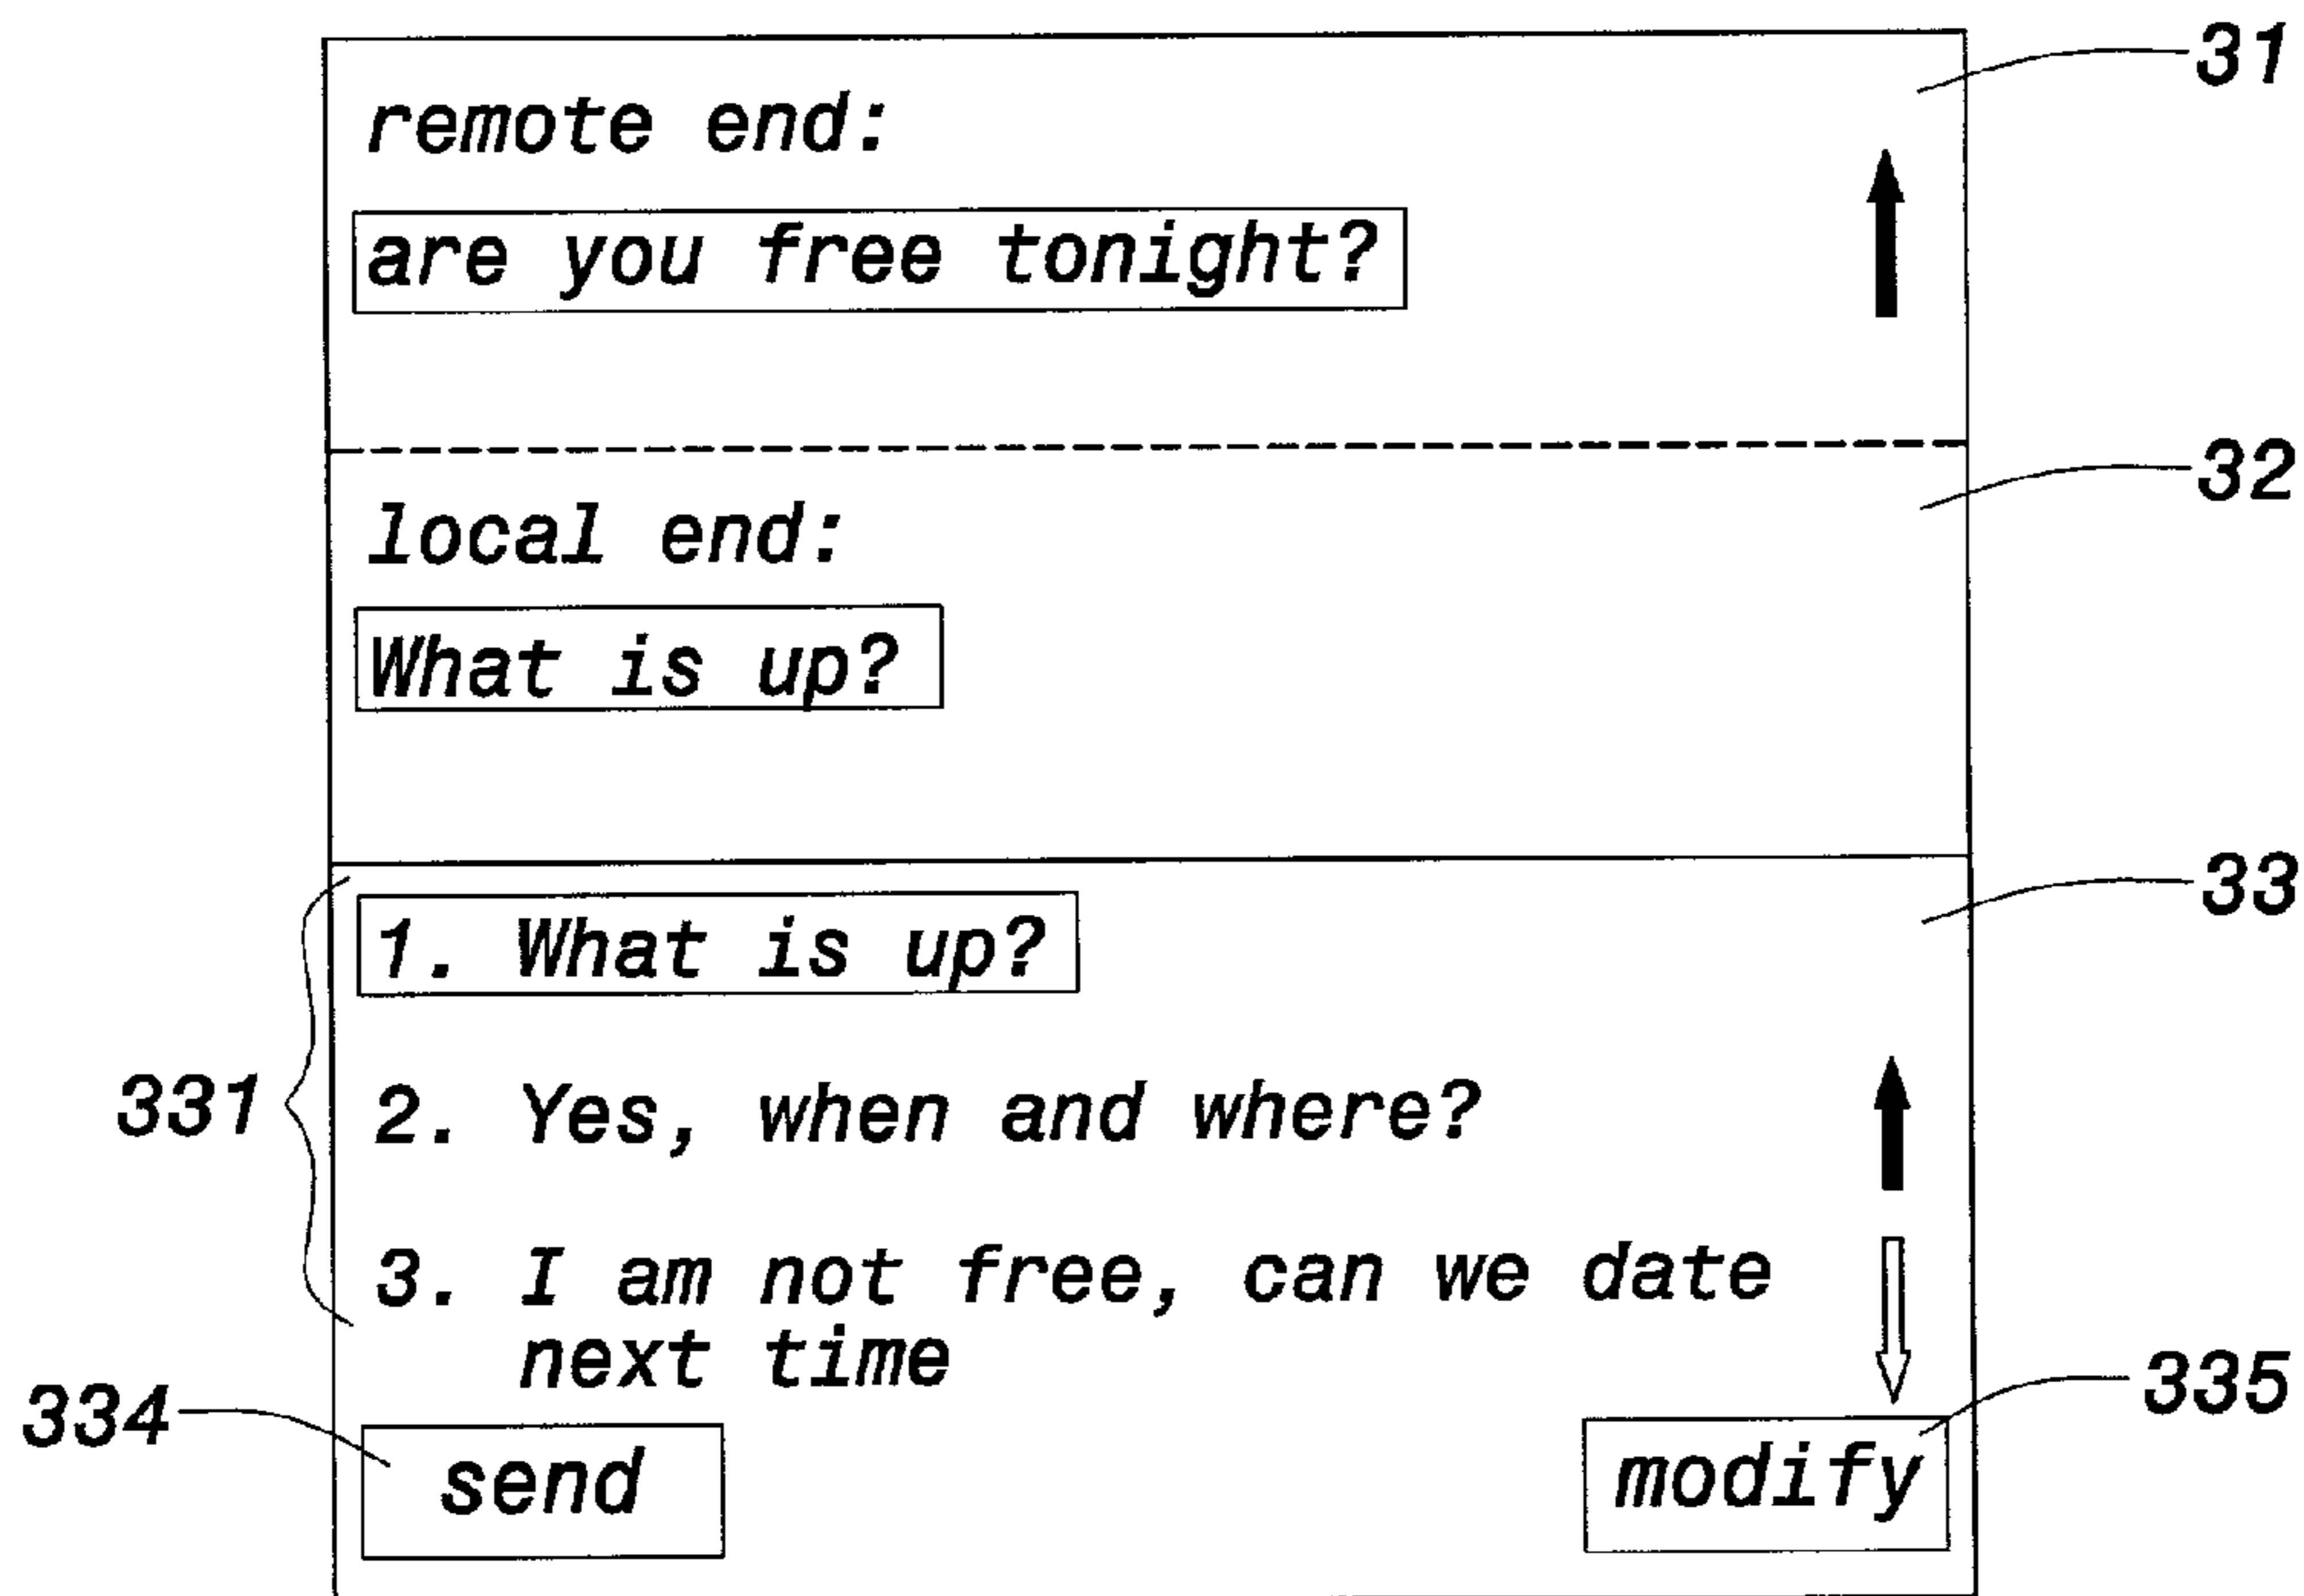 31
remote end:
are you free tonight?
32
local end:
What is up?
33
1. What is up?
331
2. Yes, when and where?
3. I am not free, can we date
next time
334
335
send
modify